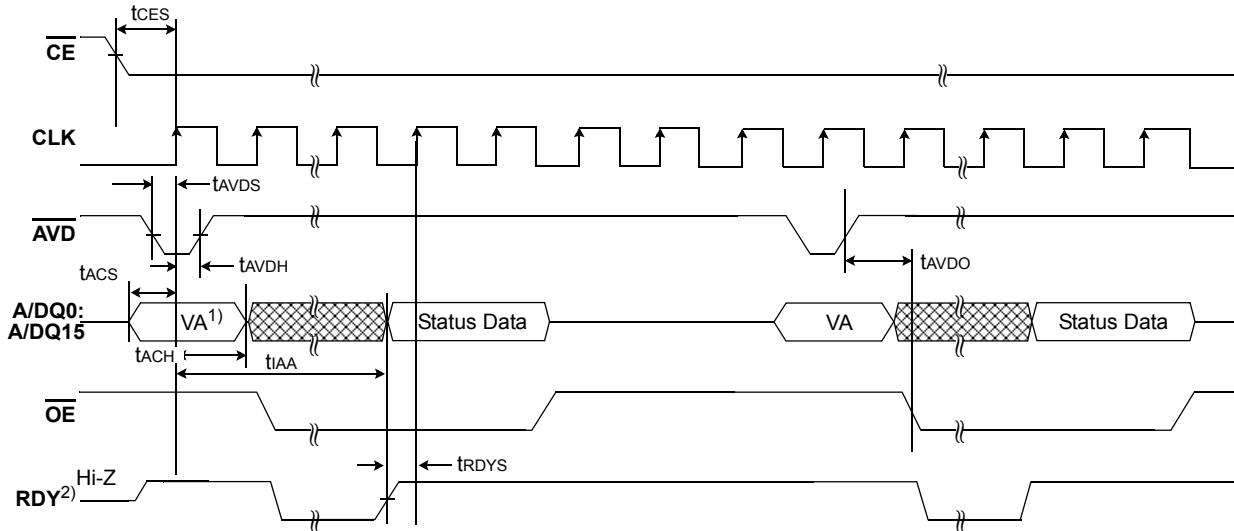 tCES
CE
CLK
tAVDS
AVD
tAVDH
tAVDO
tACS
A/DQ0:
A/DQ15
VA1)
Status Data
VA
Status Data
tACH
tIAA
OE
tRDYS
Hi-Z
RDY2)